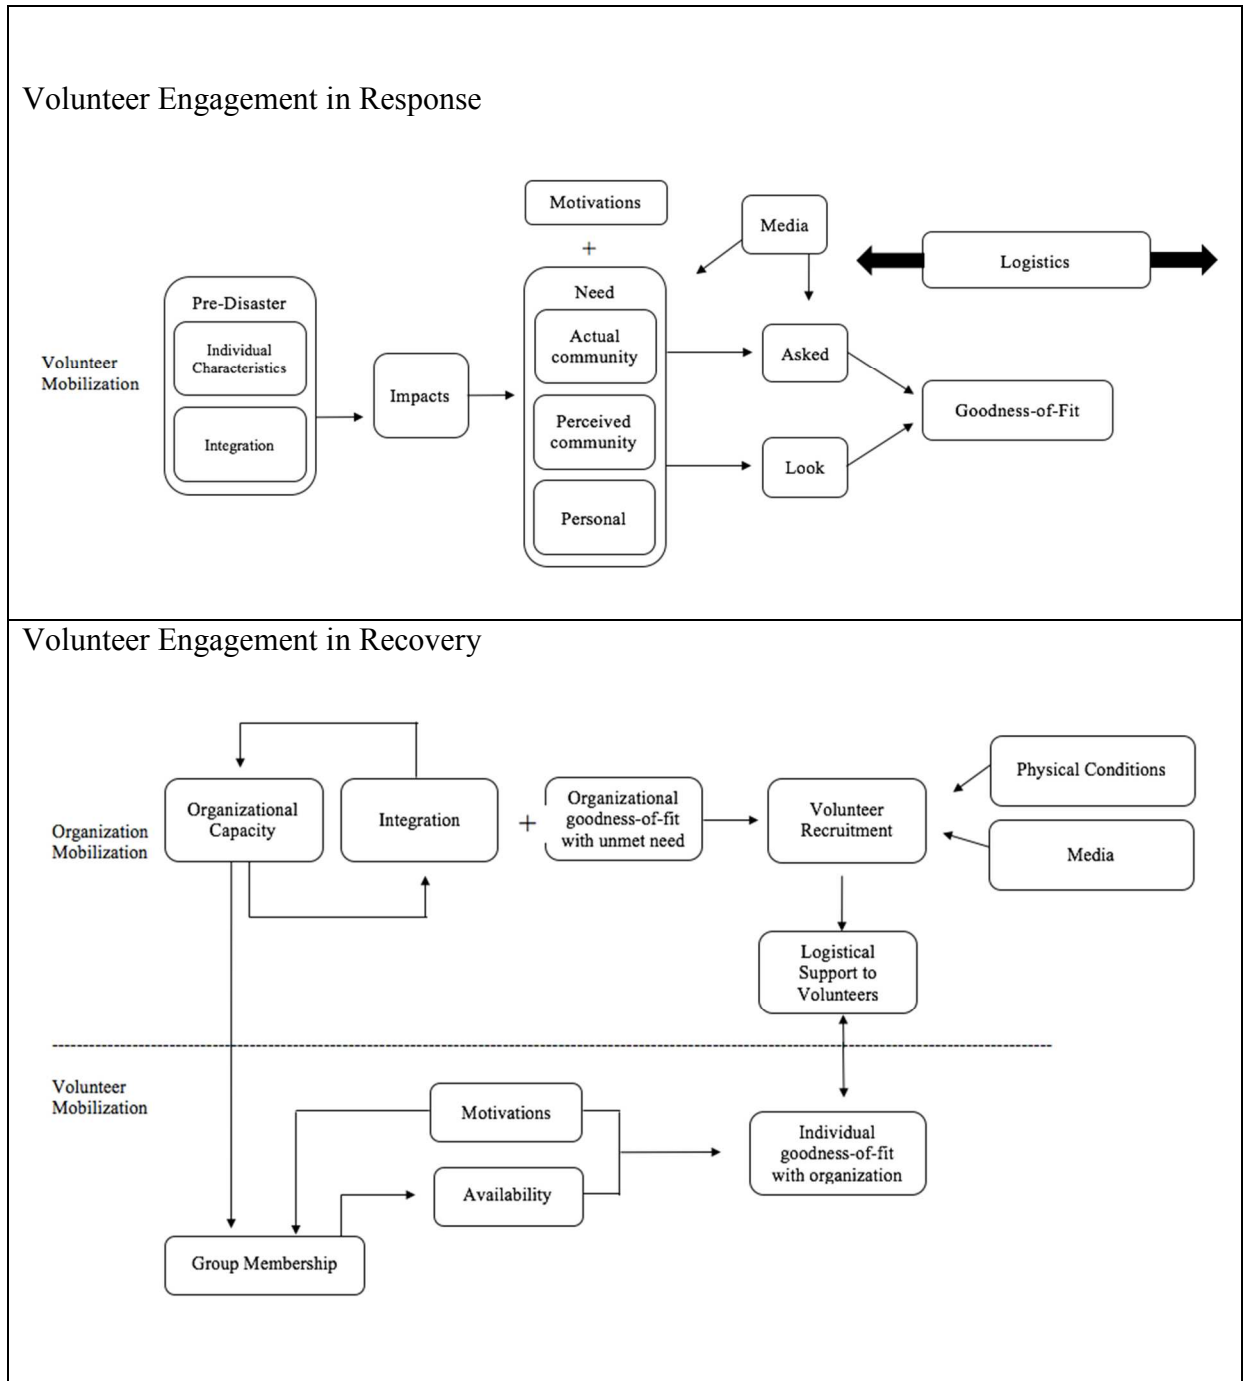 Volunteer Engagement in Response
Motivations
+
Media
Logistics
Pre-Disaster
Individual
Characteristics
Integration
Volunteer
Mobilization
Impacts
Need
Actual
community
Perceived
community
Personal
Asked
Look
Goodness-of-Fit
Volunteer Engagement in Recovery
Organization
Mobilization
Organizational
Capacity
Integration
+
Organizational
goodness-of-fit
with unmet need
Volunteer
Recruitment
Physical Conditions
Media
Logistical
Support to
Volunteers
Volunteer
Mobilization
Motivations
Availability
Individual
goodness-of-fit
with organization
Group Membership